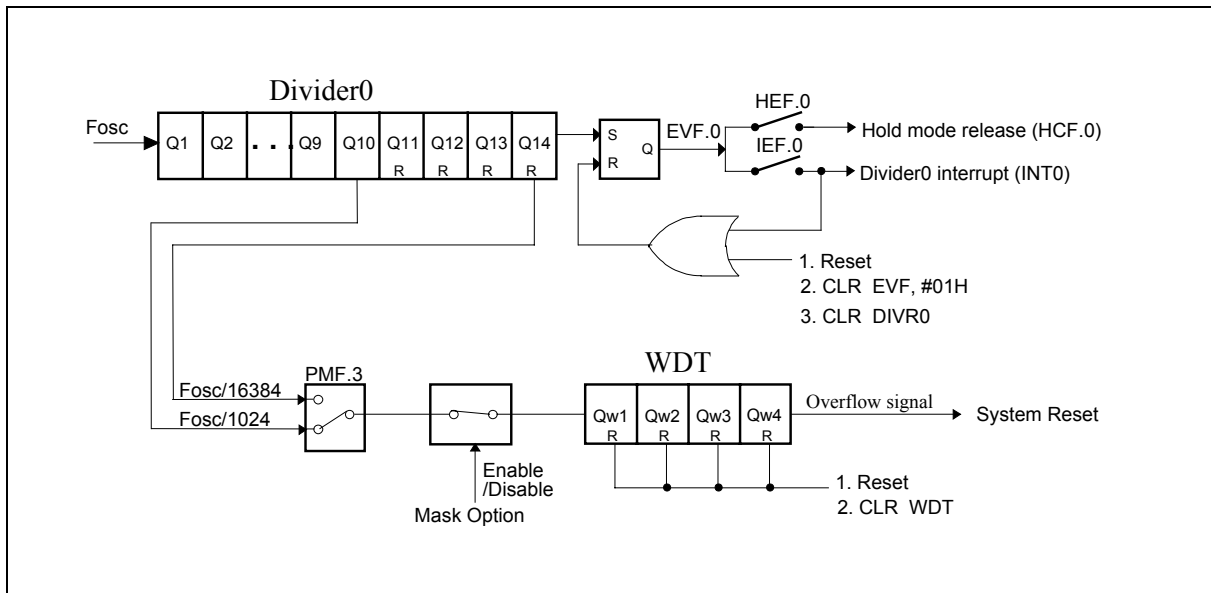 Divider0
HEF.0
Fosc
Q1 Q2 . . . Q9 Q10 Q11 Q12 Q13 Q14
R R R R
S
R
Q
EVF.0
Hold mode release (HCF.0)
IEF.0
Divider0 interrupt (INT0)
1. Reset
2. CLR EVF, #01H
3. CLR DIVR0
WDT
PMF.3
Fosc/16384
Fosc/1024
Qw1 Qw2 Qw3 Qw4
R R R R
Overflow signal
System Reset
Enable
/Disable
Mask Option
1. Reset
2. CLR WDT